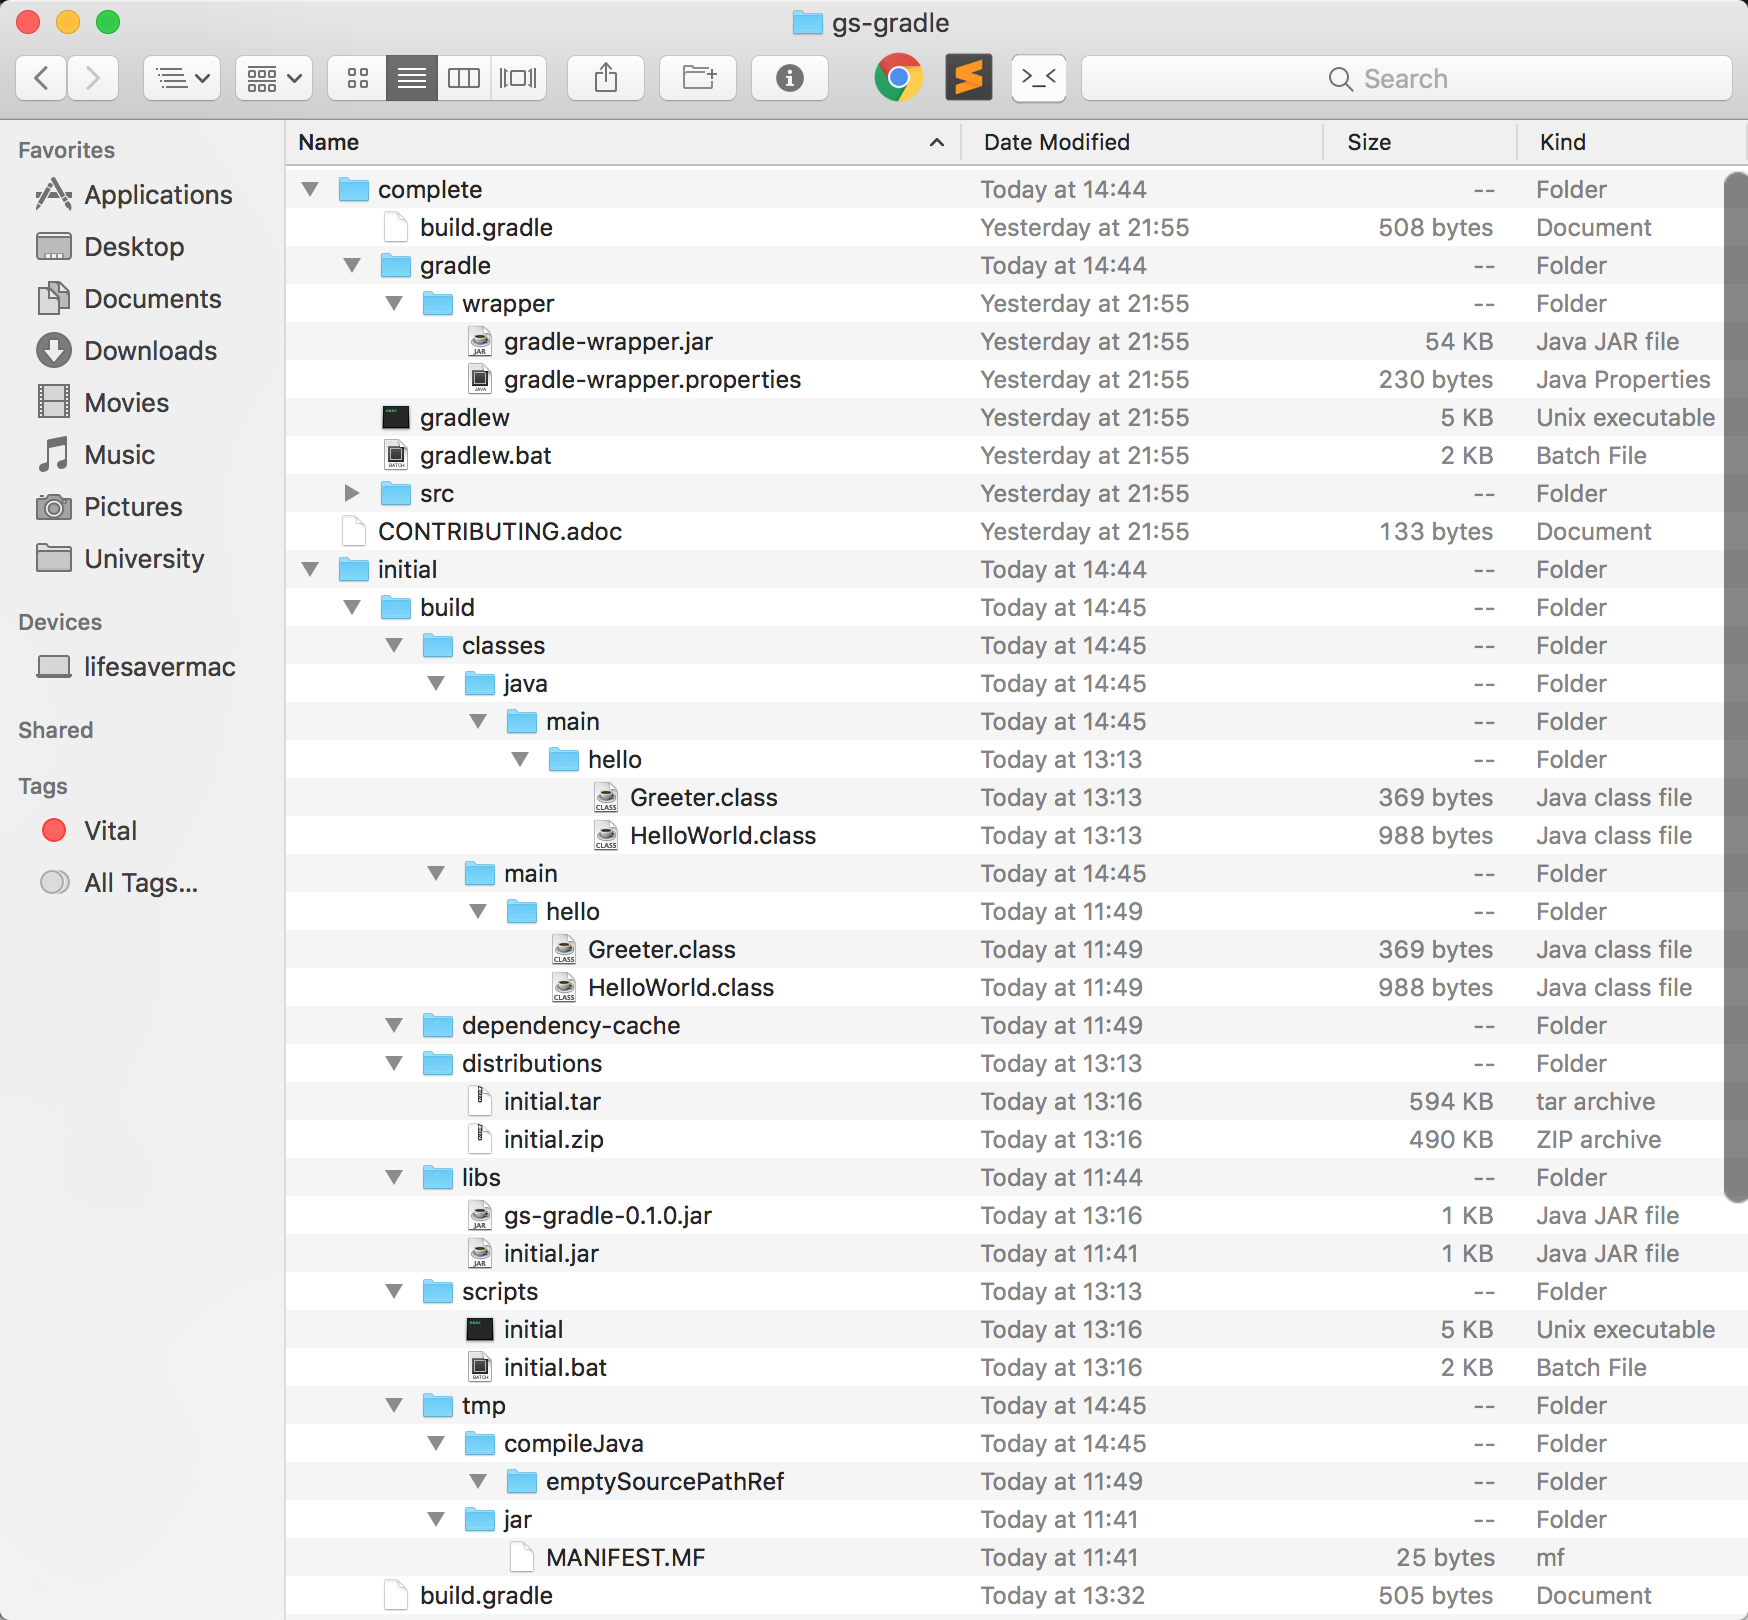 gs-gradle
>_<
Search
Favorites
Applications
Desktop
Documents
Downloads
Movies
Music
Pictures
University
Devices
lifesavermac
Shared
Tags
Vital
All Tags...
Name Date Modified Size Kind
complete Today at 14:44 -- Folder
build.gradle Yesterday at 21:55 508 bytes Document
gradle Today at 14:44 -- Folder
wrapper Yesterday at 21:55 -- Folder
gradle-wrapper.jar Yesterday at 21:55 54 KB Java JAR file
gradle-wrapper.properties Yesterday at 21:55 230 bytes Java Properties
gradlew Yesterday at 21:55 5 KB Unix executable
gradlew.bat Yesterday at 21:55 2 KB Batch File
src Yesterday at 21:55 -- Folder
CONTRIBUTING.adoc Yesterday at 21:55 133 bytes Document
initial Today at 14:44 -- Folder
build Today at 14:45 -- Folder
classes Today at 14:45 -- Folder
java Today at 14:45 -- Folder
main Today at 14:45 -- Folder
hello Today at 13:13 -- Folder
Greeter.class Today at 13:13 369 bytes Java class file
HelloWorld.class Today at 13:13 988 bytes Java class file
main Today at 14:45 -- Folder
hello Today at 11:49 -- Folder
Greeter.class Today at 11:49 369 bytes Java class file
HelloWorld.class Today at 11:49 988 bytes Java class file
dependency-cache Today at 11:49 -- Folder
distributions Today at 13:13 -- Folder
initial.tar Today at 13:16 594 KB tar archive
initial.zip Today at 13:16 490 KB ZIP archive
libs Today at 11:44 -- Folder
gs-gradle-0.1.0.jar Today at 13:16 1 KB Java JAR file
initial.jar Today at 11:41 1 KB Java JAR file
scripts Today at 13:13 -- Folder
initial Today at 13:16 5 KB Unix executable
initial.bat Today at 13:16 2 KB Batch File
tmp Today at 14:45 -- Folder
compileJava Today at 14:45 -- Folder
emptySourcePathRef Today at 11:49 -- Folder
jar Today at 11:41 -- Folder
MANIFEST.MF Today at 11:41 25 bytes mf
build.gradle Today at 13:32 505 bytes Document